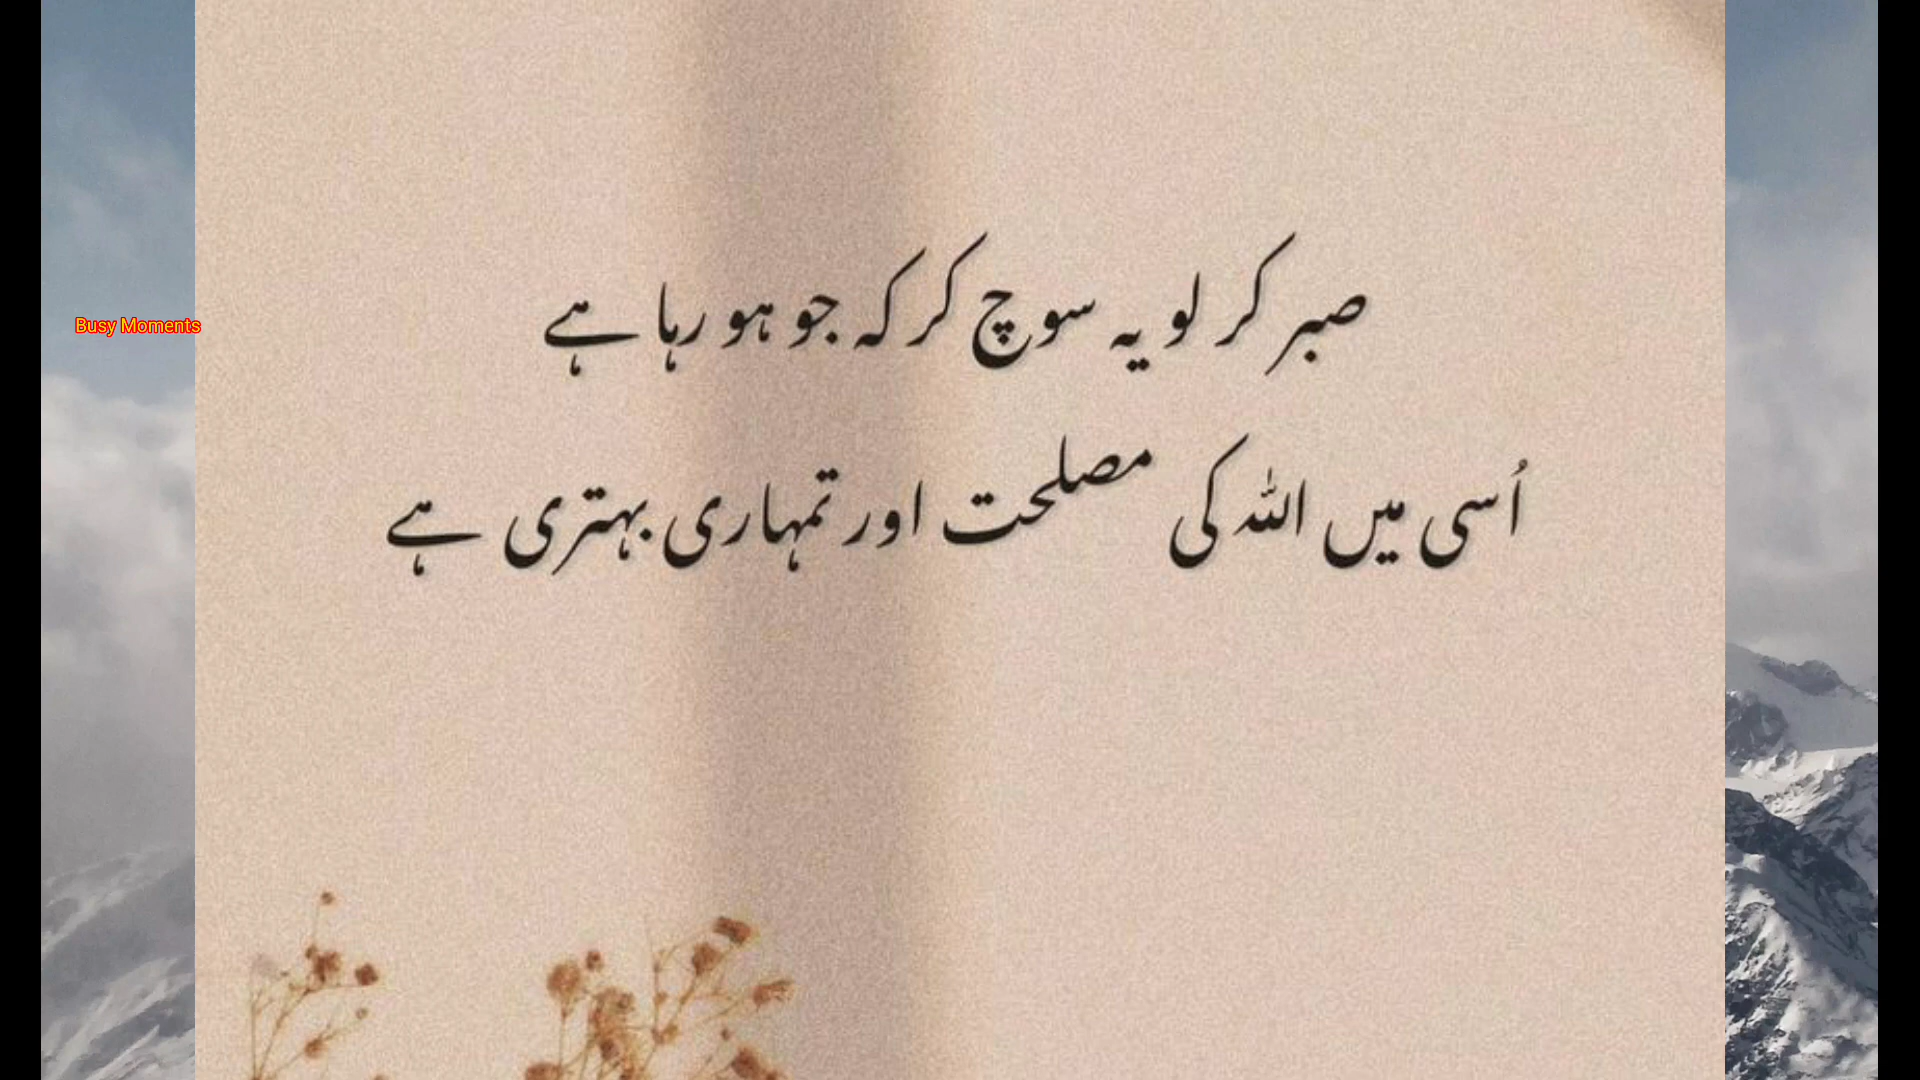 صبر کر لو یہ سوچ کر کہ جو ہو رہا ہے
اُسی میں اللہ کی مصلحت اور تمہاری بہتری ہے
Busy Moments